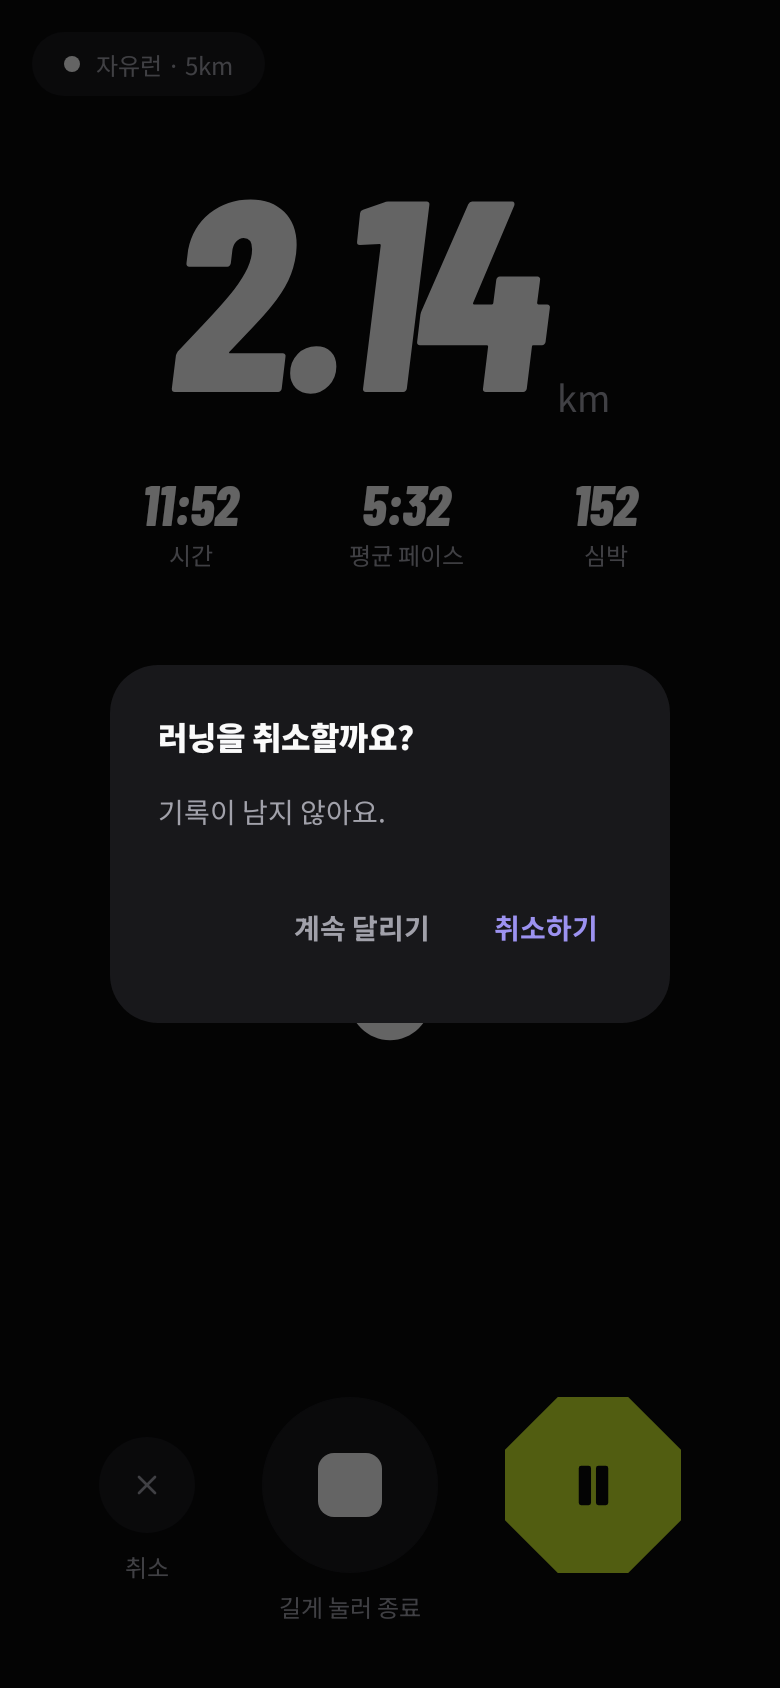 자유런 · 5km
2.14 km
11:52 5:32 152
시간 평균 페이스 심박
러닝을 취소할까요?
기록이 남지 않아요.
계속 달리기 취소하기
취소
길게 눌러 종료